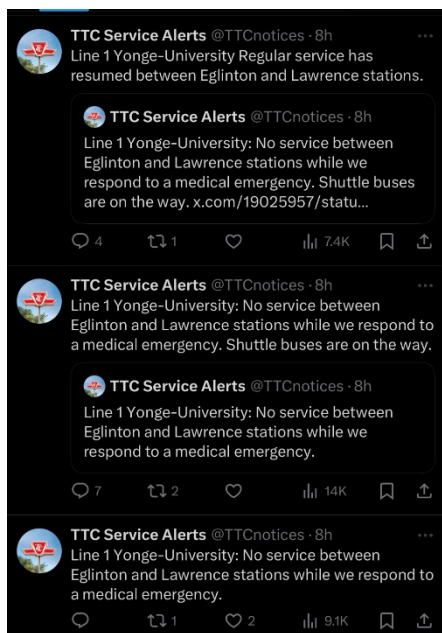 TTC Service Alerts @TTCnotices · 8h
Line 1 Yonge-University Regular service has
resumed between Eglinton and Lawrence stations.
TTC Service Alerts @TTCnotices · 8h
Line 1 Yonge-University: No service between
Eglinton and Lawrence stations while we
respond to a medical emergency. Shuttle buses
are on the way. x.com/19025957/statu...
4 1 7.4K
TTC Service Alerts @TTCnotices · 8h
Line 1 Yonge-University: No service between
Eglinton and Lawrence stations while we respond to
a medical emergency. Shuttle buses are on the way.
TTC Service Alerts @TTCnotices · 8h
Line 1 Yonge-University: No service between
Eglinton and Lawrence stations while we
respond to a medical emergency.
7 2 14K
TTC Service Alerts @TTCnotices · 8h
Line 1 Yonge-University: No service between
Eglinton and Lawrence stations while we respond to
a medical emergency.
1 2 9.1K